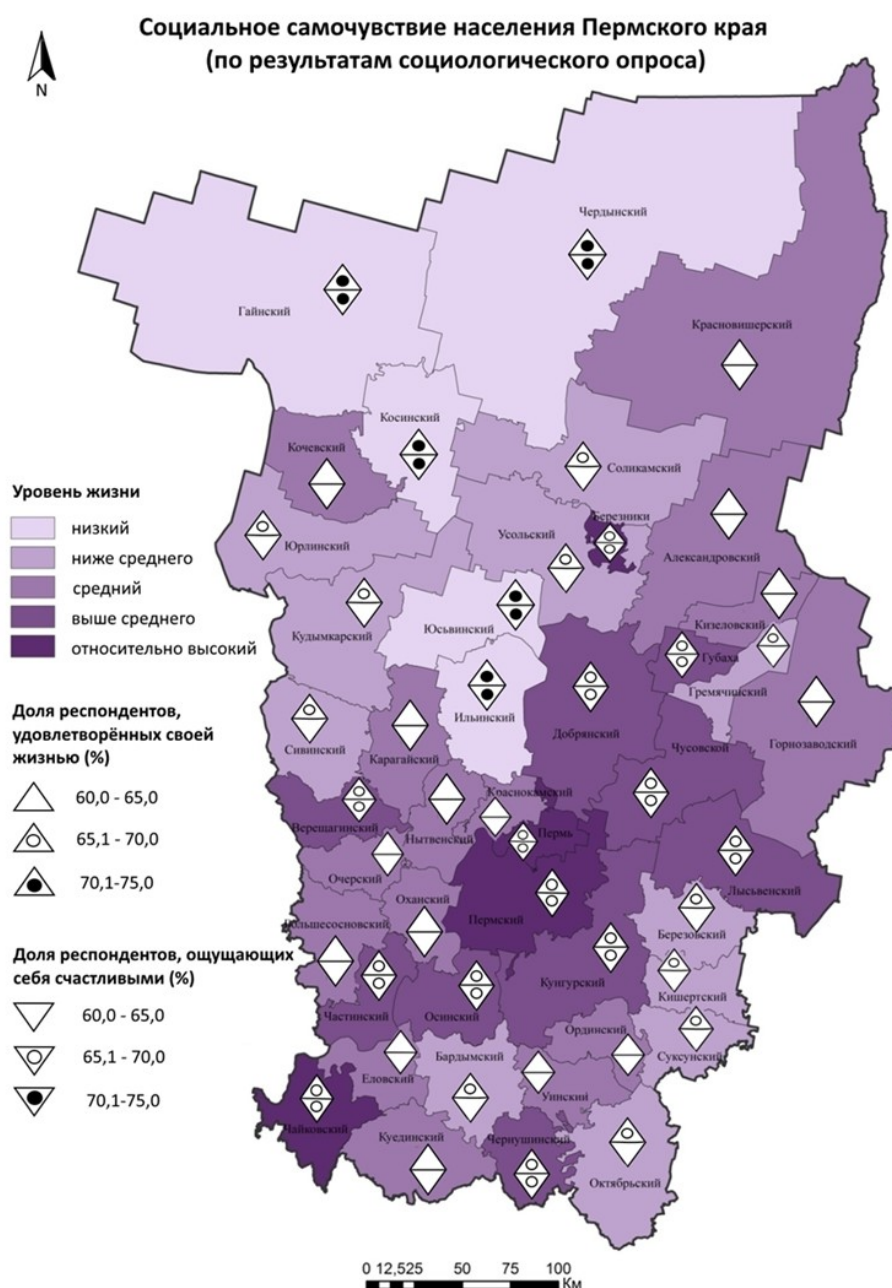 Социальное самочувствие населения Пермского края
(по результатам социологического опроса)
N
Чердынский
Гайнский
Красновишерский
Косинский
Кочевский
Соликамский
Уровень жизни
низкий
ниже среднего
средний
выше среднего
относительно высокий
Березники
Усольский
Юрлинский
Александровский
Кизеловский
Юсьвинский
Кудымкарский
Губаха
Гремячинский
Ильинский
Доля респондентов,
удовлетворённых своей
жизнью (%)
60,0 - 65,0
65,1 - 70,0
70,1-75,0
Добрянский
Чусовской
Горнозаводский
Сивинский
Карагайский
Краснокамский
Верещагинский
Пермь
Нытвенский
Очерский
Лысьвенский
Оханский
Большесосновский
Пермский
Березовский
Доля респондентов, ощущающих
себя счастливыми (%)
60,0 - 65,0
65,1 - 70,0
70,1-75,0
Кунгурский
Кишертский
Частинский
Осинский
Ординский
Суксунский
Бардымский
Еловский
Уинский
Чайковский
Куединский
Чернушинский
Октябрьский
0 12,525 50 75 100
Км